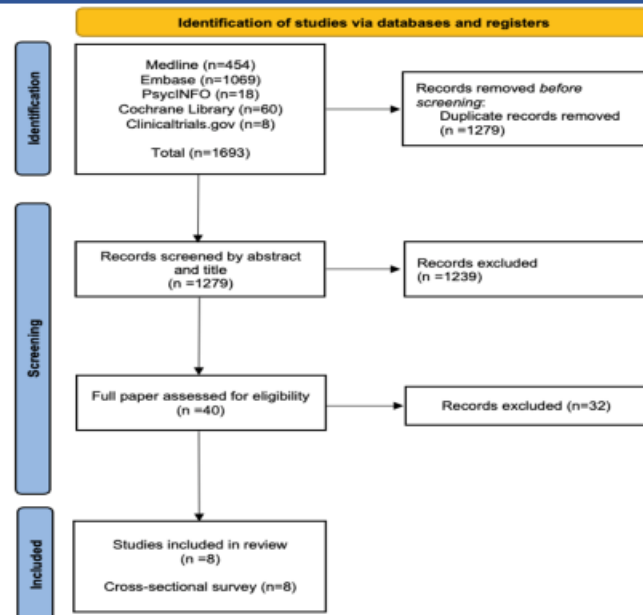 Identification of studies via databases and registers
Identification
Medline (n=454)
Embase (n=1069)
PsycINFO (n=18)
Cochrane Library (n=60)
Clinicaltrials.gov (n=8)
Total (n=1693)
Records removed before
screening:
Duplicate records removed
(n =1279)
Screening
Records screened by abstract
and title
(n =1279)
Records excluded
(n =1239)
Full paper assessed for eligibility
(n =40)
Records excluded (n=32)
Included
Studies included in review
(n =8)
Cross-sectional survey (n=8)